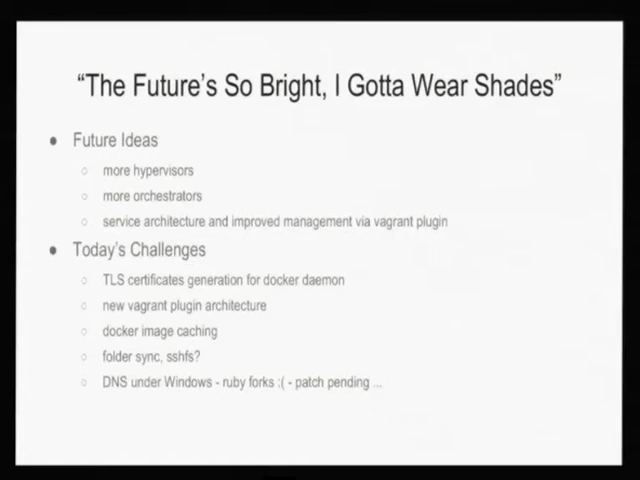 “The Future’s So Bright, I Gotta Wear Shades”
● Future Ideas
○ more hypervisors
○ more orchestrators
○ service architecture and improved management via vagrant plugin
● Today’s Challenges
○ TLS certificates generation for docker daemon
○ new vagrant plugin architecture
○ docker image caching
○ folder sync, sshfs?
○ DNS under Windows - ruby forks :( - patch pending ...